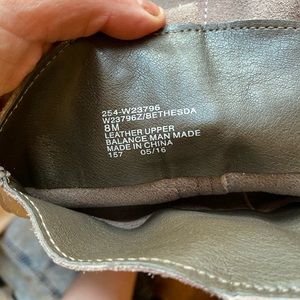 254-W23796
W23796Z/BETHESDA
8M
LEATHER UPPER
BALANCE MAN MADE
MADE IN CHINA
157 05/16